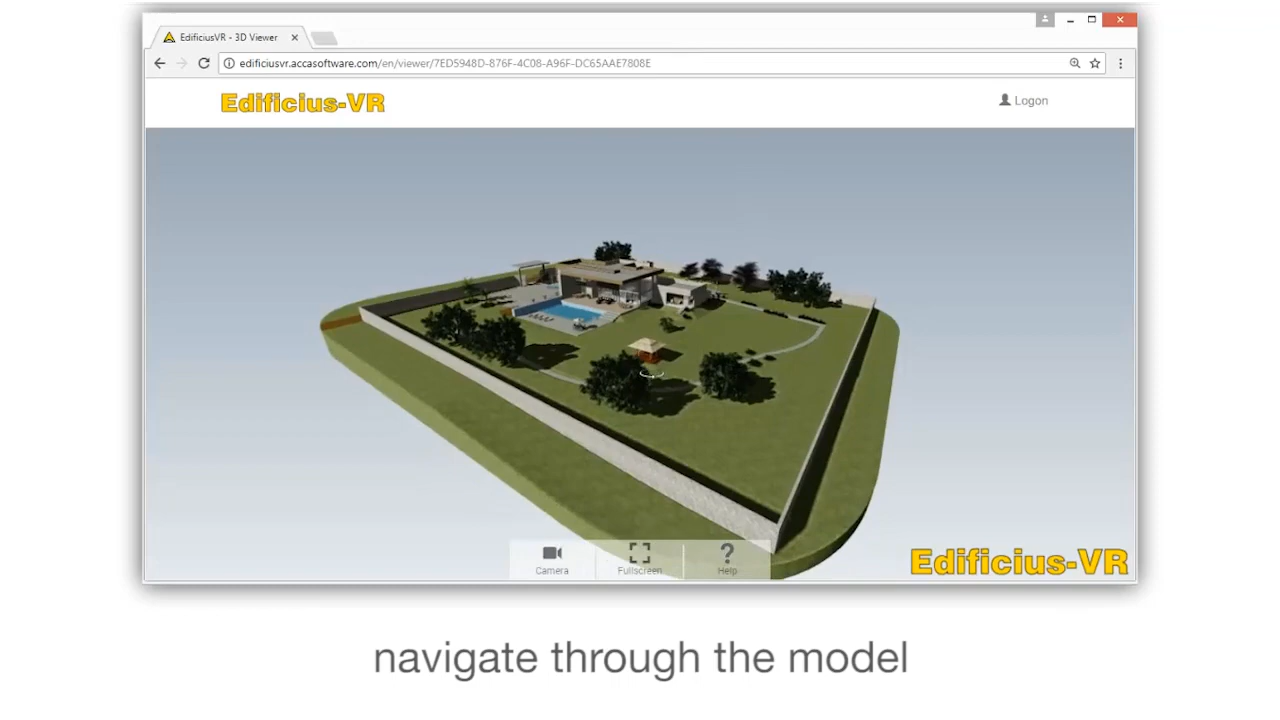 EdificiusVR - 3D Viewer
edificiusvr.accasoftware.com/en/viewer/7ED5948D-876F-4C08-A96F-DC65AAE7808E
Edificius-VR
Logon
Camera
Fullscreen
Help
Edificius-VR
navigate through the model